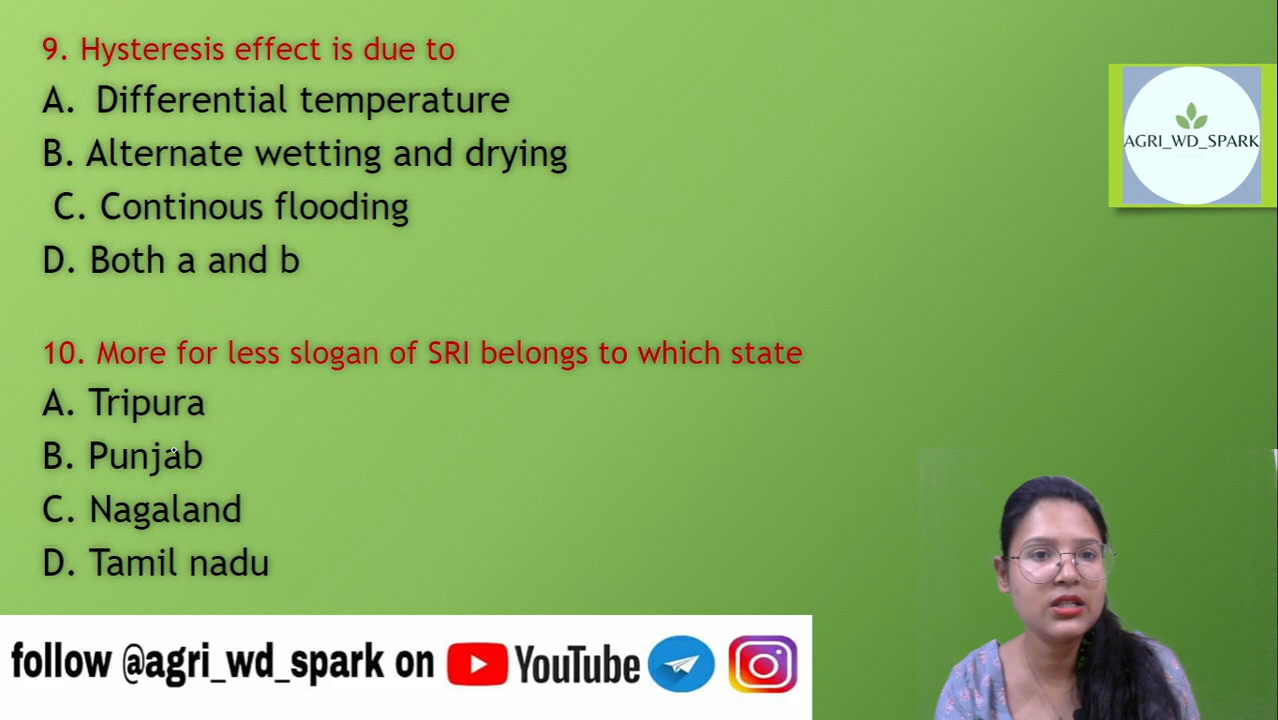 9. Hysteresis effect is due to
A. Differential temperature
B. Alternate wetting and drying
C. Continous flooding
D. Both a and b
10. More for less slogan of SRI belongs to which state
A. Tripura
B. Punjab
C. Nagaland
D. Tamil nadu
AGRI_WD_SPARK
follow @agri_wd_spark on YouTube